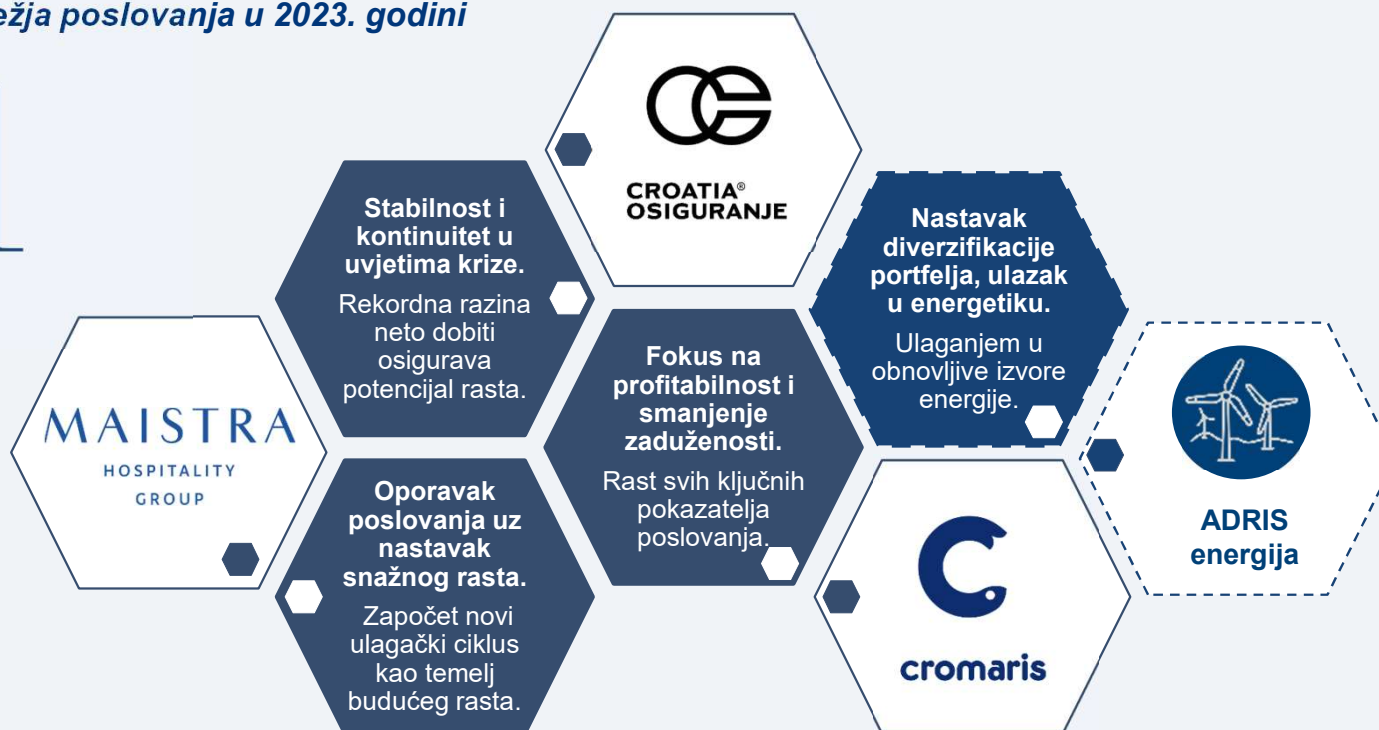 poslovanja u 2023. godini
CROATIA®
OSIGURANJE
Stabilnost i
kontinuitet u
uvjetima krize.
Rekordna razina
neto dobiti
osigurava
potencijal rasta.
Nastavak
diverzifikacije
portfelja, ulazak
u energetiku.
Ulaganjem u
obnovljive izvore
energije.
MAISTRA
HOSPITALITY
GROUP
Fokus na
profitabilnost i
smanjenje
zaduženosti.
Rast svih ključnih
pokazatelja
poslovanja.
ADRIS
energija
Oporavak
poslovanja uz
nastavak
snažnog rasta.
Započet novi
ulagački ciklus
kao temelj
budućeg rasta.
cromaris